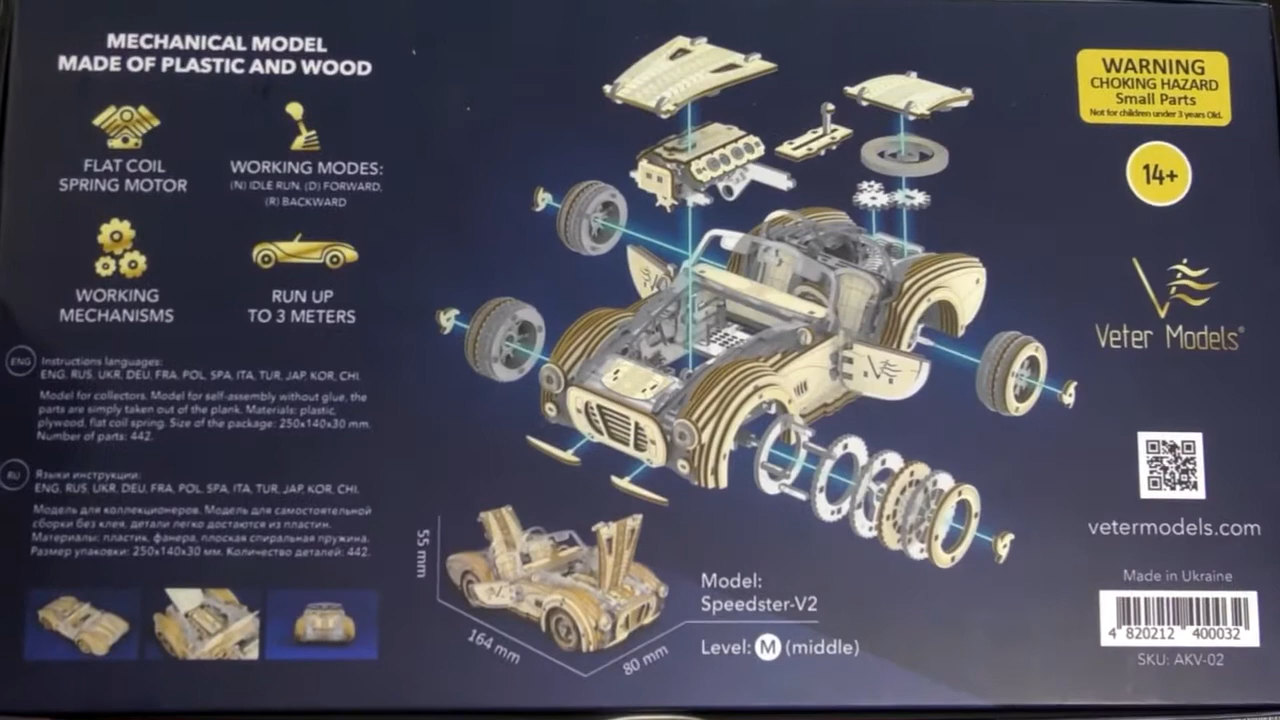 MECHANICAL MODEL
MADE OF PLASTIC AND WOOD
FLAT COIL
SPRING MOTOR
WORKING MODES:
(N) IDLE RUN, (D) FORWARD,
(R) BACKWARD
WORKING
MECHANISMS
RUN UP
TO 3 METERS
ENG
Instructions languages:
ENG, RUS, UKR, DEU, FRA, POL, SPA, ITA, TUR, JAP, KOR, CHI.
Model for collectors. Model for self-assembly without glue, the
parts are simply taken out of the plank. Materials: plastic,
plywood, flat coil spring. Size of the package: 250x140x30 mm.
Number of parts: 442.
RU
Языки инструкции:
ENG, RUS, UKR, DEU, FRA, POL, SPA, ITA, TUR, JAP, KOR, CHI.
Модель для коллекционеров. Модель для самостоятельной
сборки без клея, детали легко достаются из пластин.
Материалы: пластик, фанера, плоская спиральная пружина.
Размер упаковки: 250x140x30 мм. Количество деталей: 442.
55 mm
164 mm
80 mm
Model:
Speedster-V2
Level: M (middle)
WARNING
CHOKING HAZARD
Small Parts
Not for children under 3 years Old.
14+
Veter Models®
vetermodels.com
Made in Ukraine
4 820212 400032
SKU: AKV-02